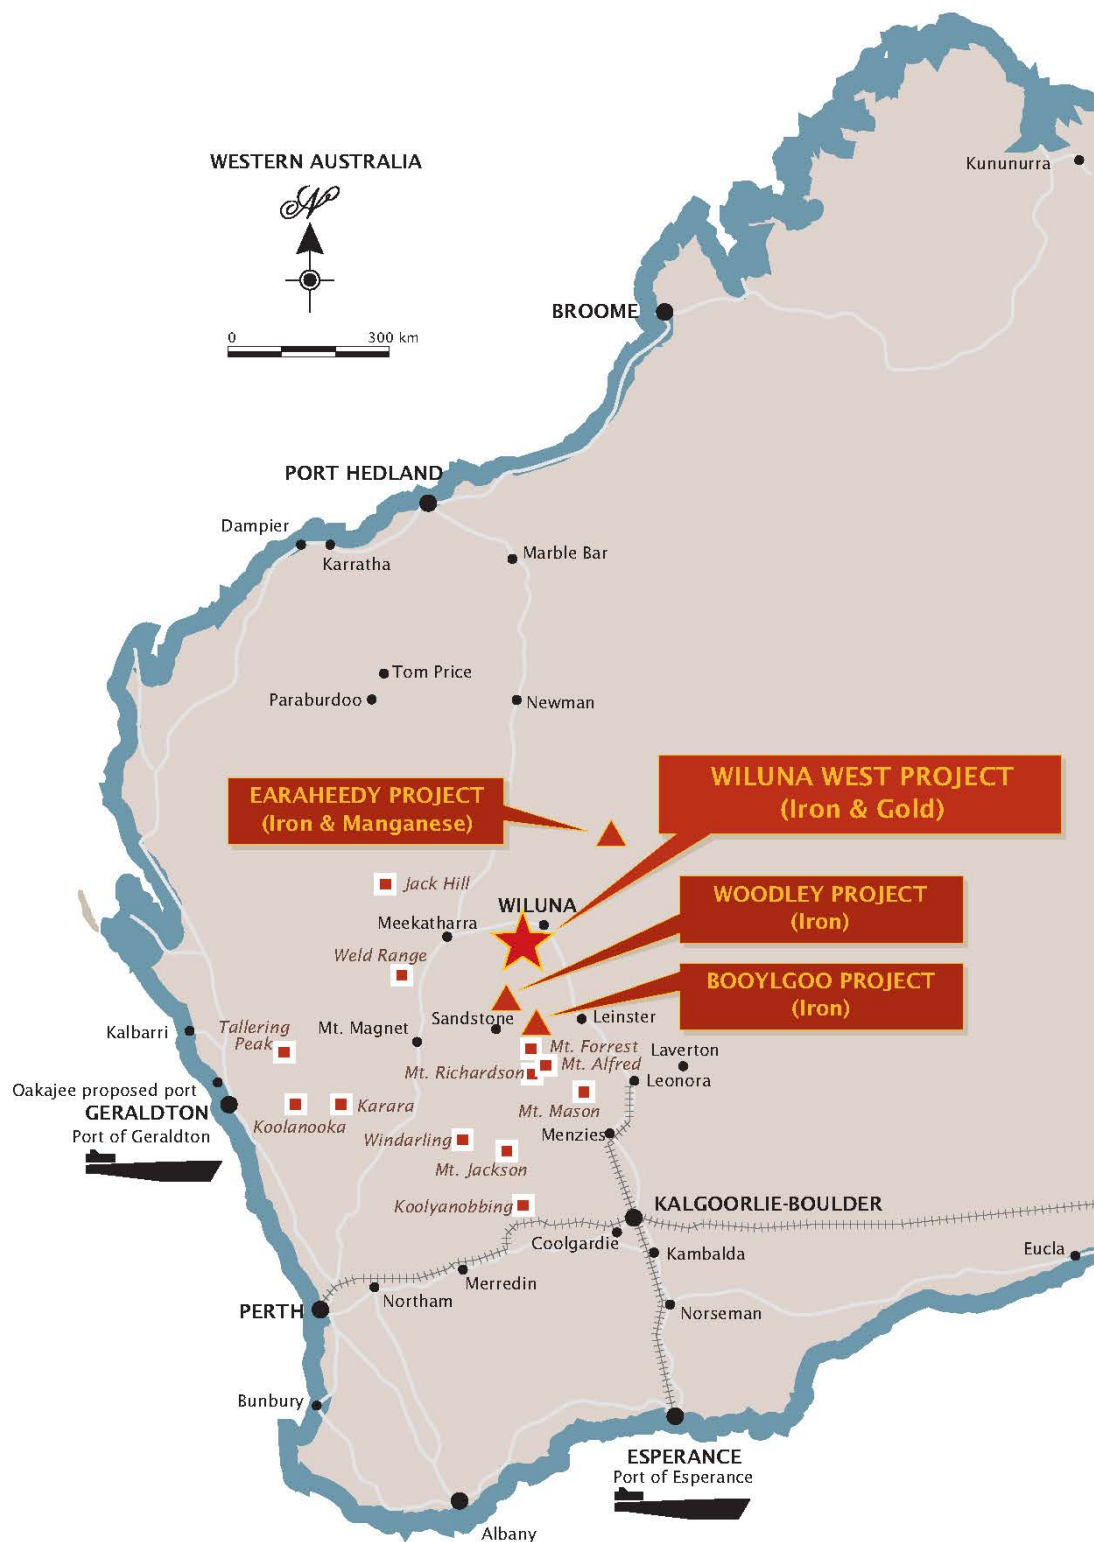 WESTERN AUSTRALIA
N
0
300 km
Kununurra
BROOME
PORT HEDLAND
Dampier
Karratha
Marble Bar
Tom Price
Paraburdoo
Newman
EARAHEEDY PROJECT
(Iron & Manganese)
WILUNA WEST PROJECT
(Iron & Gold)
Jack Hill
WILUNA
WOODLEY PROJECT
(Iron)
Meekatharra
Weld Range
BOOYLGOO PROJECT
(Iron)
Kalbarri
Tallering
Peak
Mt. Magnet
Sandstone
Leinster
Mt. Forrest
Laverton
Mt. Alfred
Mt. Richardson
Leonora
Oakajee proposed port
GERALDTON
Port of Geraldton
Koolanooka
Karara
Mt. Mason
Windarling
Menzies
Mt. Jackson
Koolyanobbing
KALGOORLIE-BOULDER
Coolgardie
Kambalda
Eucla
Merredin
Northam
PERTH
Norseman
Bunbury
ESPERANCE
Port of Esperance
Albany